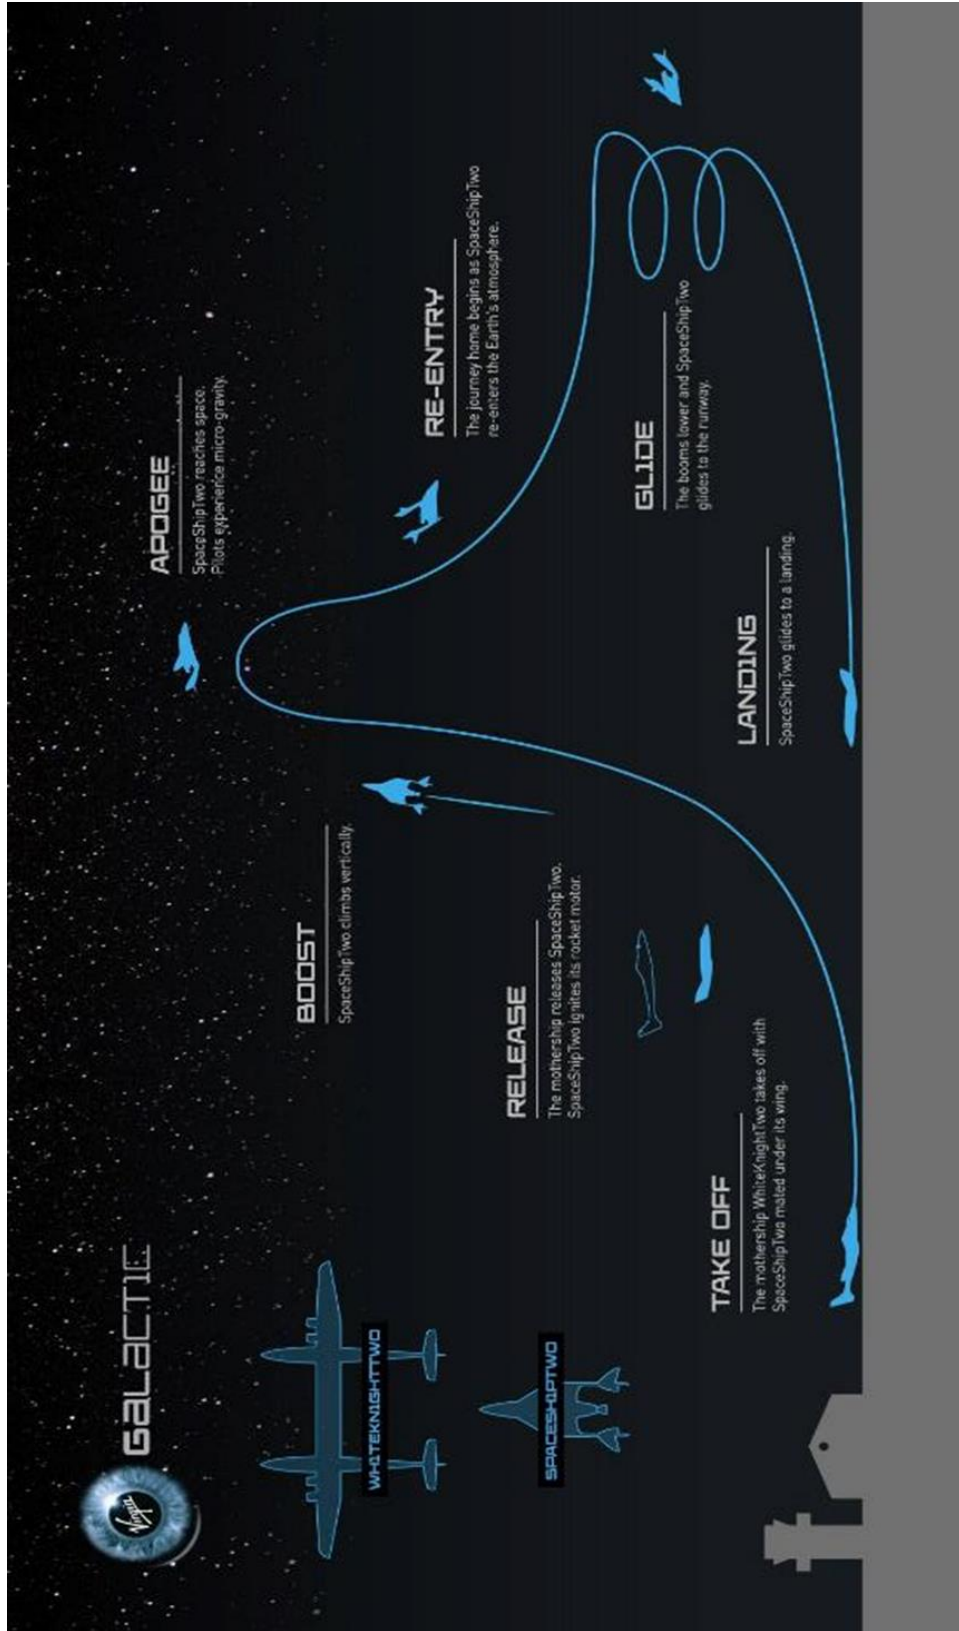 Virgin
GALACTIC
WHITEKNIGHTTWO
SPACESHIPTWO
TAKE OFF
The mothership WhiteKnightTwo takes off with
SpaceShipTwo mated under its wing.
RELEASE
The mothership releases SpaceShipTwo.
SpaceShipTwo ignites its rocket motor.
BOOST
SpaceShipTwo climbs vertically.
APOGEE
SpaceShipTwo reaches space.
Pilots experience micro-gravity.
RE-ENTRY
The journey home begins as SpaceShipTwo
re-enters the Earth's atmosphere.
GLIDE
The booms lower and SpaceShipTwo
glides to the runway.
LANDING
SpaceShipTwo glides to a landing.